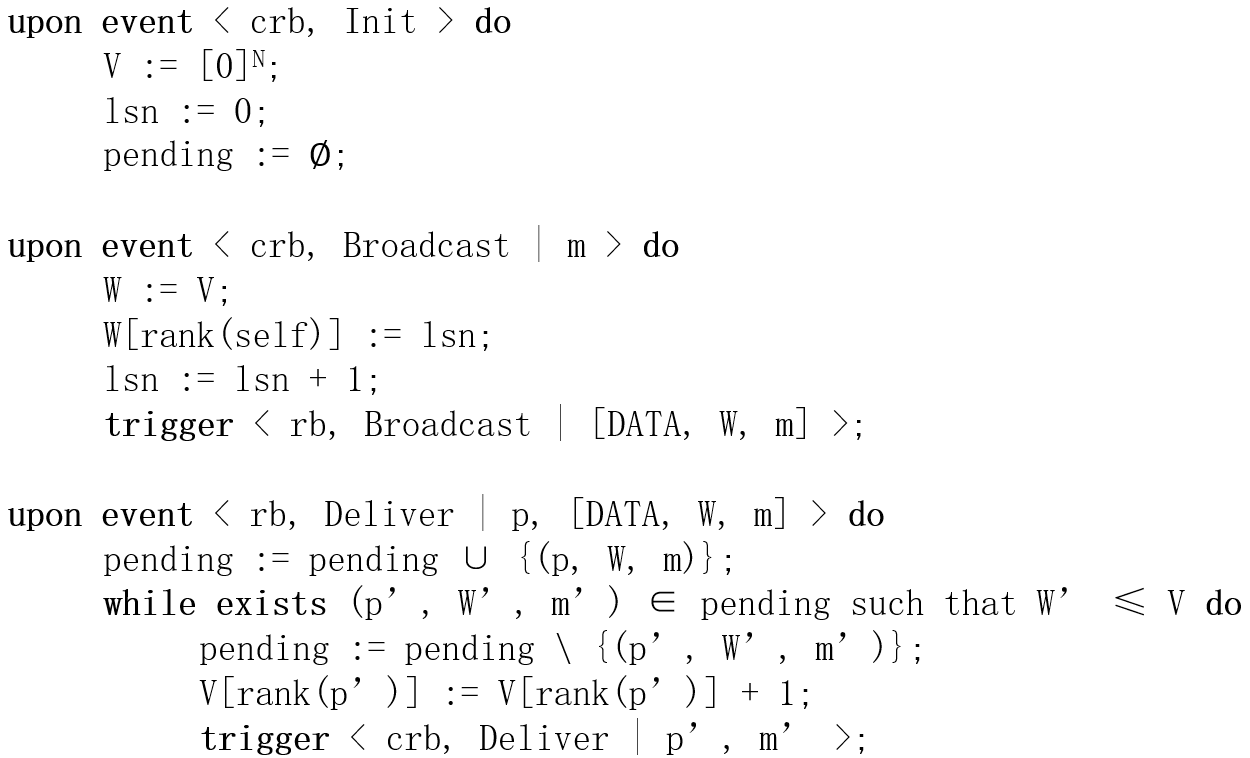 upon event < crb, Init > do
V := [0]ᴺ;
lsn := 0;
pending := Ø;
upon event < crb, Broadcast | m > do
W := V;
W[rank(self)] := lsn;
lsn := lsn + 1;
trigger < rb, Broadcast | [DATA, W, m] >;
upon event < rb, Deliver | p, [DATA, W, m] > do
pending := pending ∪ {(p, W, m)};
while exists (p’, W’, m’) ∈ pending such that W’ ≤ V do
pending := pending \ {(p’, W’, m’)};
V[rank(p’)] := V[rank(p’)] + 1;
trigger < crb, Deliver | p’, m’ >;